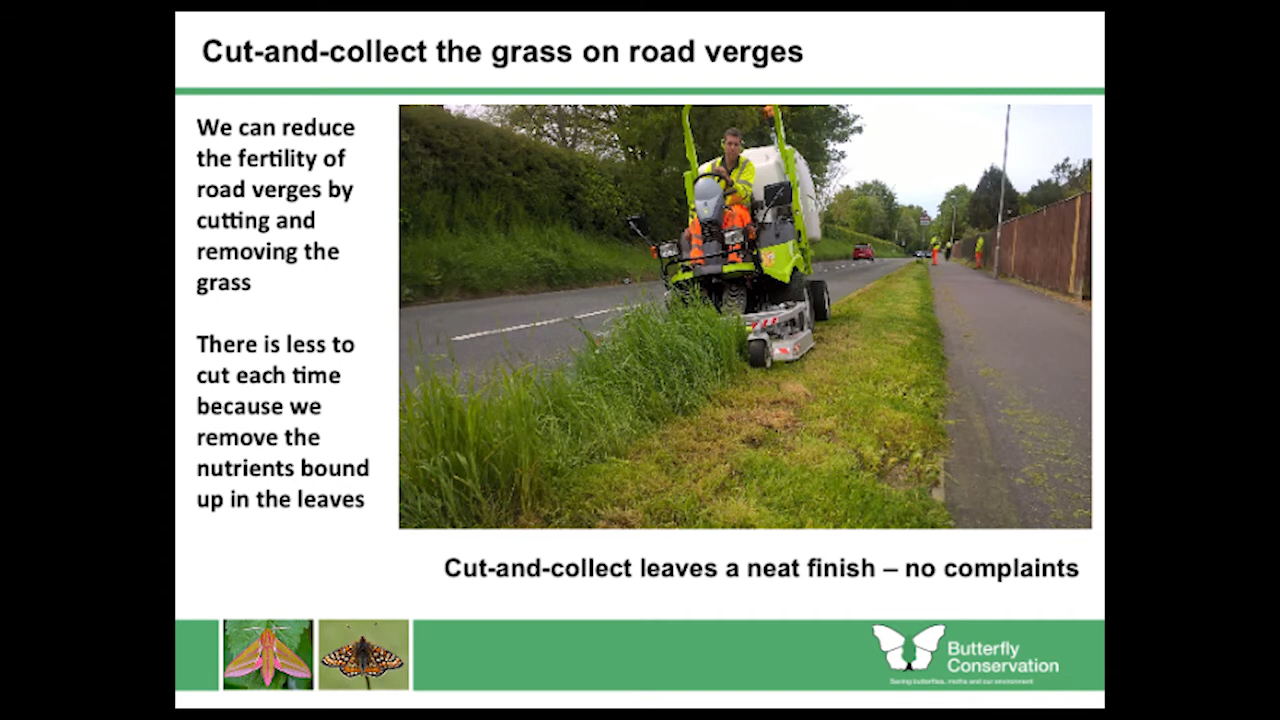 Cut-and-collect the grass on road verges
We can reduce
the fertility of
road verges by
cutting and
removing the
grass
There is less to
cut each time
because we
remove the
nutrients bound
up in the leaves
Cut-and-collect leaves a neat finish – no complaints
Butterfly
Conservation
Saving butterflies, moths and our environment